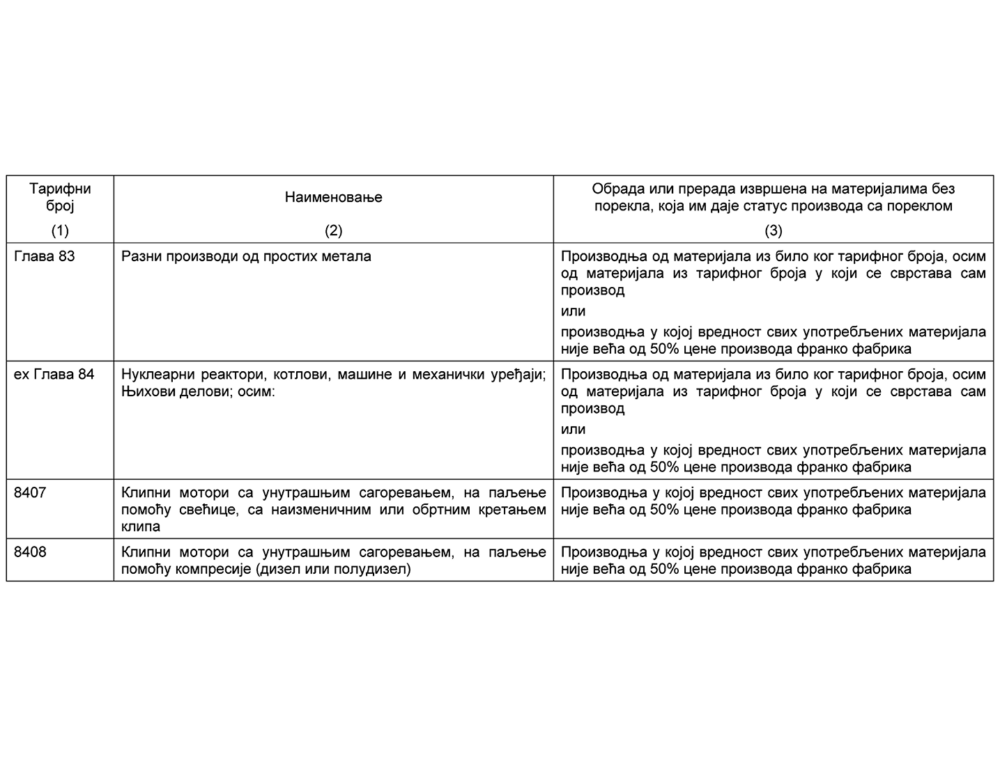 Тарифни
број
(1)
Наименовање
(2)
Обрада или прерада извршена на материјалима без
порекла, која им даје статус производа са пореклом
(3)
Глава 83
Разни производи од простих метала
Производња од материјала из било ког тарифног броја, осим
од материјала из тарифног броја у који се сврстава сам
производ
или
производња у којој вредност свих употребљених материјала
није већа од 50% цене производа франко фабрика
ex Глава 84
Нуклеарни реактори, котлови, машине и механички уређаји;
Њихови делови; осим:
Производња од материјала из било ког тарифног броја, осим
од материјала из тарифног броја у који се сврстава сам
производ
или
производња у којој вредност свих употребљених материјала
није већа од 50% цене производа франко фабрика
8407
Клипни мотори са унутрашњим сагоревањем, на паљење
помоћу свећице, са наизменичним или обртним кретањем
клипа
Производња у којој вредност свих употребљених материјала
није већа од 50% цене производа франко фабрика
8408
Клипни мотори са унутрашњим сагоревањем, на паљење
помоћу компресије (дизел или полудизел)
Производња у којој вредност свих употребљених материјала
није већа од 50% цене производа франко фабрика